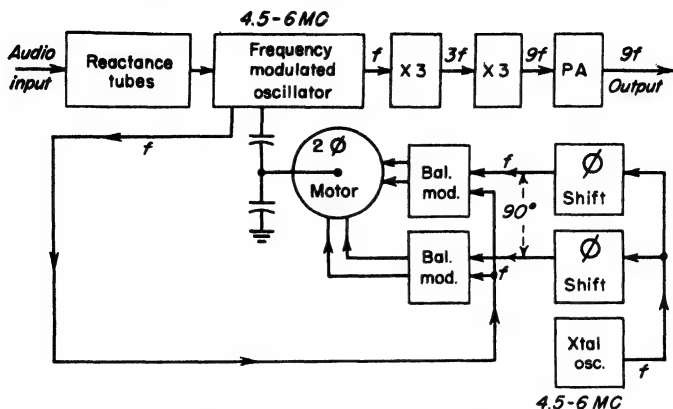 4.5-6 MC
Audio
input
Reactance
tubes
Frequency
modulated
oscillator
f
X 3
3f
X 3
9f
PA
9f
Output
f
2 Ø
Motor
Bal.
mod.
f
90°
Ø
Shift
Bal.
mod.
f
Ø
Shift
Xtal
osc.
f
4.5-6 MC